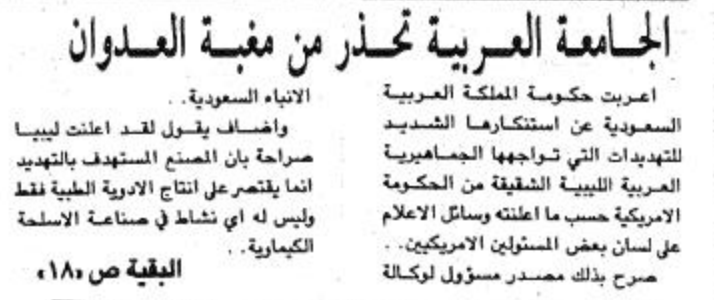 الجامعة العربية تحذر من مغبة العدوان
اعربت حكومة المملكة العربية
السعودية عن استنكارها الشديد
للتهديدات التي تواجهها الجماهيرية
العربية الليبية الشقيقة من الحكومة
الامريكية حسب ما اعلنته وسائل الاعلام
على لسان بعض المسئولين الامريكيين..
صرح بذلك مصدر مسؤول لوكالة
الانباء السعودية..
واضاف يقول لقد اعلنت ليبيا
صراحة بان المصنع المستهدف بالتهديد
انما يقتصر على انتاج الادوية الطبية فقط
وليس له اي نشاط في صناعة الاسلحة
الكيماوية..
البقية ص «١٨»